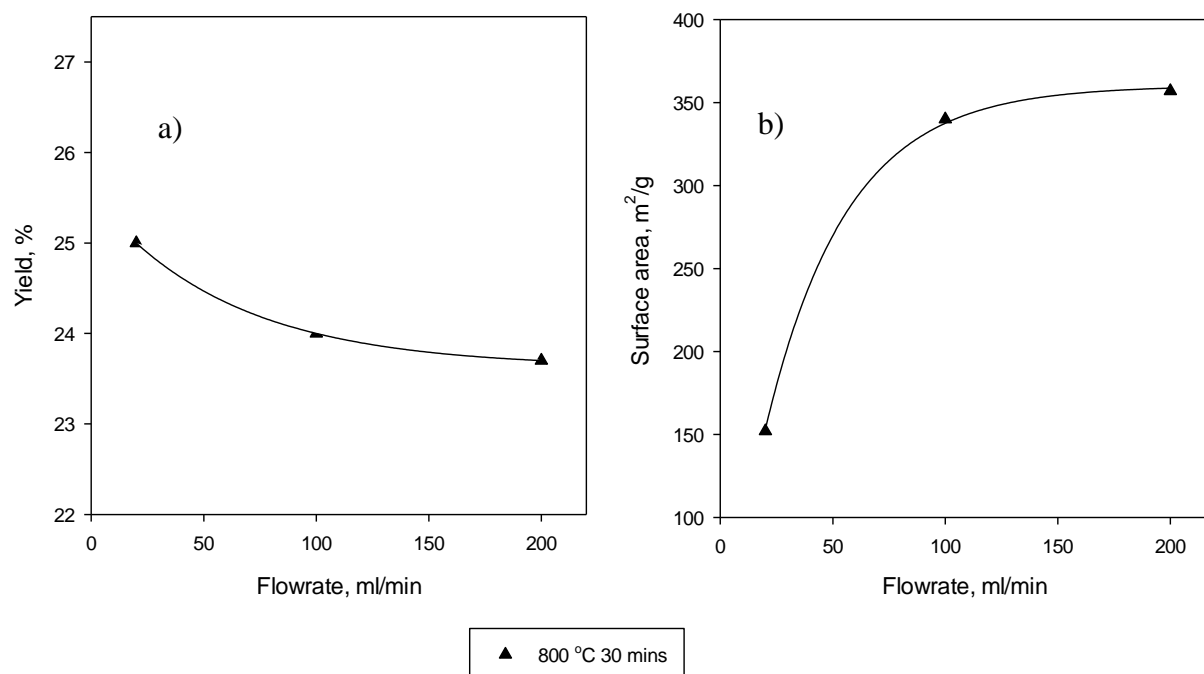 a)
Yield, %
27
26
25
24
23
22
0 50 100 150 200
Flowrate, ml/min
b)
Surface area, m²/g
400
350
300
250
200
150
100
0 50 100 150 200
Flowrate, ml/min
800 °C 30 mins